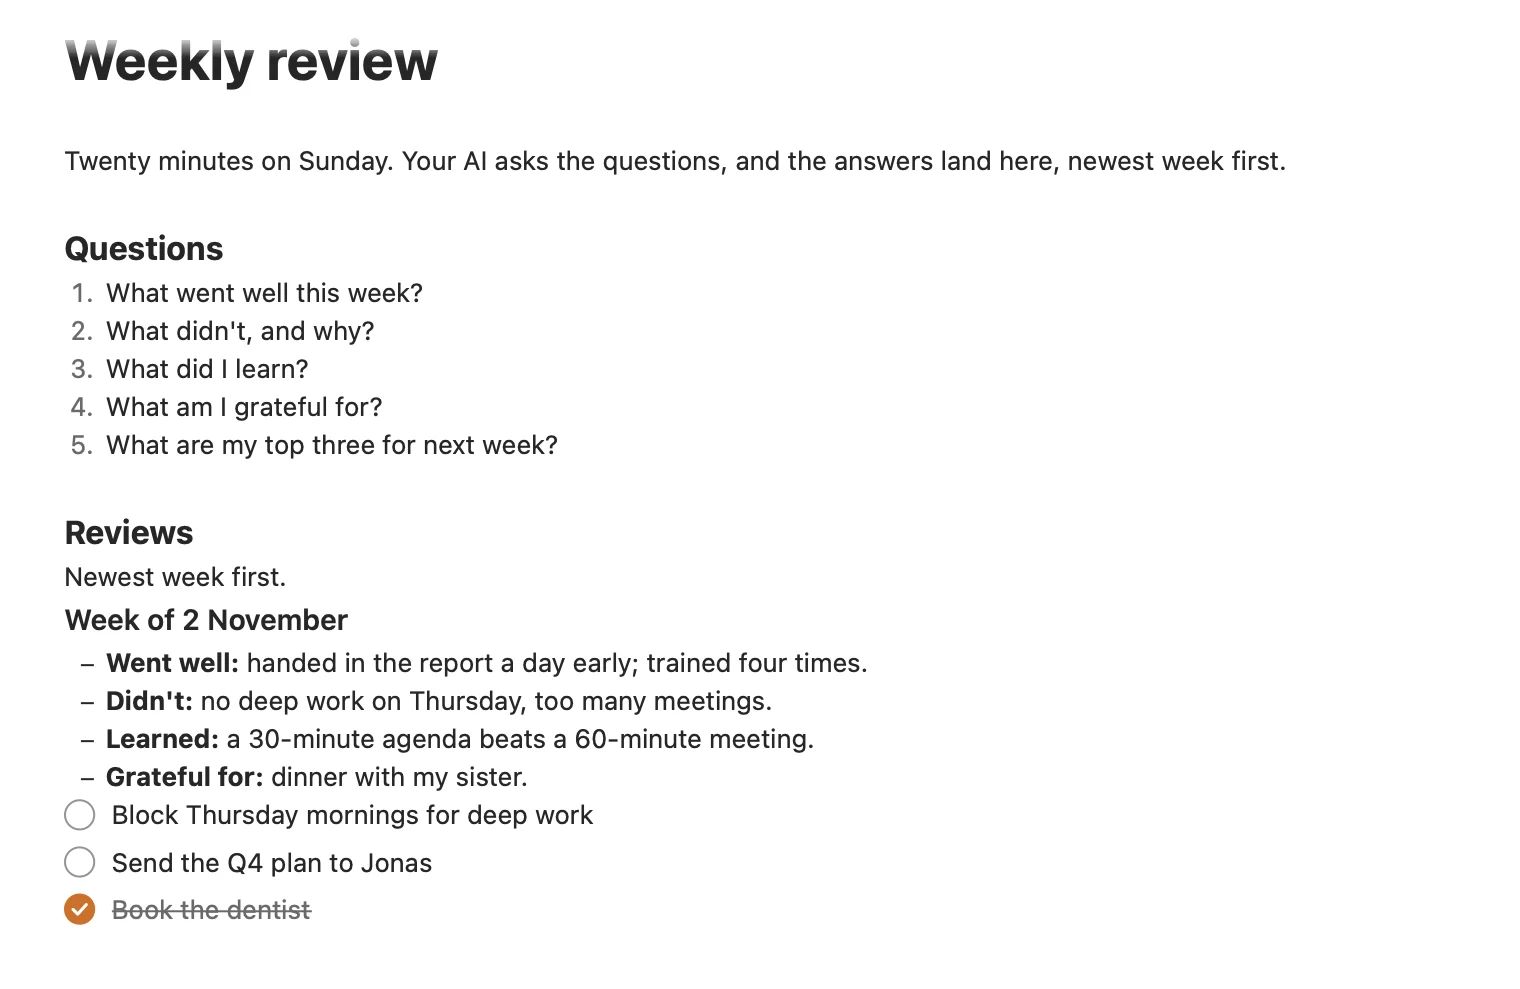 Weekly review
Twenty minutes on Sunday. Your AI asks the questions, and the answers land here, newest week first.
Questions
1. What went well this week?
2. What didn't, and why?
3. What did I learn?
4. What am I grateful for?
5. What are my top three for next week?
Reviews
Newest week first.
Week of 2 November
– Went well: handed in the report a day early; trained four times.
– Didn't: no deep work on Thursday, too many meetings.
– Learned: a 30-minute agenda beats a 60-minute meeting.
– Grateful for: dinner with my sister.
Block Thursday mornings for deep work
Send the Q4 plan to Jonas
Book the dentist